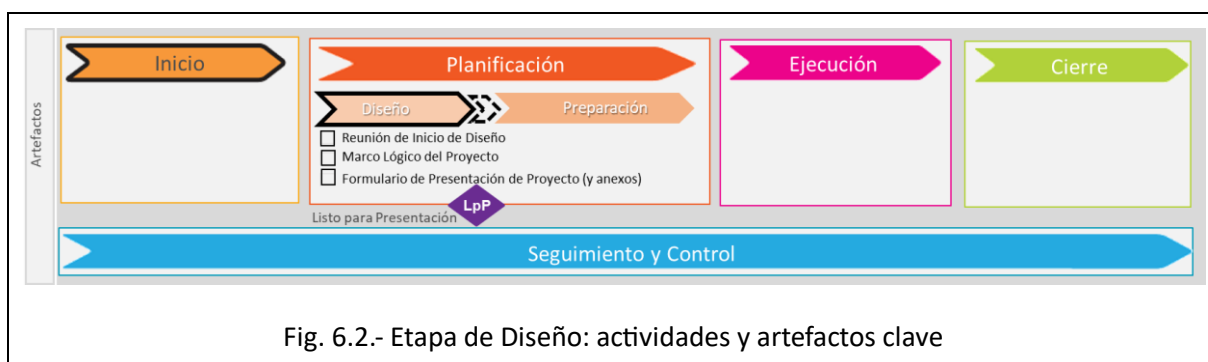 Artefactos
Inicio
Planificación
Ejecución
Cierre
Diseño
Preparación
Reunión de Inicio de Diseño
Marco Lógico del Proyecto
Formulario de Presentación de Proyecto (y anexos)
LpP
Listo para Presentación
Seguimiento y Control
Fig. 6.2.- Etapa de Diseño: actividades y artefactos clave